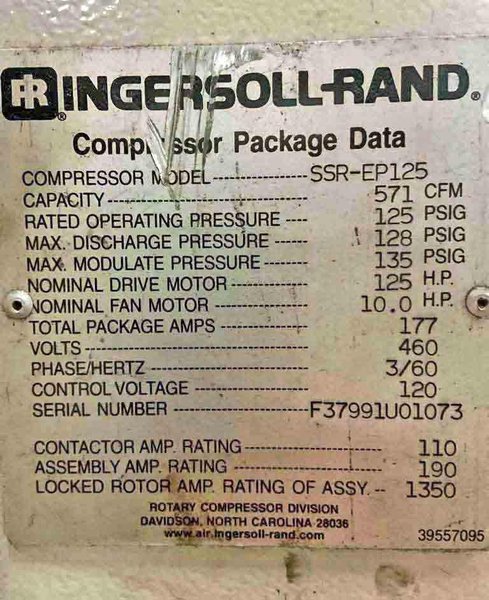 IR INGERSOLL-RAND®
Compressor Package Data
COMPRESSOR MODEL -------------- SSR-EP125
CAPACITY ------------------------- 571 CFM
RATED OPERATING PRESSURE --- 125 PSIG
MAX. DISCHARGE PRESSURE ---- 128 PSIG
MAX. MODULATE PRESSURE ----- 135 PSIG
NOMINAL DRIVE MOTOR ---------- 125 H.P.
NOMINAL FAN MOTOR ------------ 10.0 H.P.
TOTAL PACKAGE AMPS ------------ 177
VOLTS ------------------------------ 460
PHASE/HERTZ ---------------------- 3/60
CONTROL VOLTAGE --------------- 120
SERIAL NUMBER ------------------ F37991U01073
CONTACTOR AMP. RATING ---------------- 110
ASSEMBLY AMP. RATING ----------------- 190
LOCKED ROTOR AMP. RATING OF ASSY. -- 1350
ROTARY COMPRESSOR DIVISION
DAVIDSON, NORTH CAROLINA 28036
www.air.ingersoll-rand.com 39557095